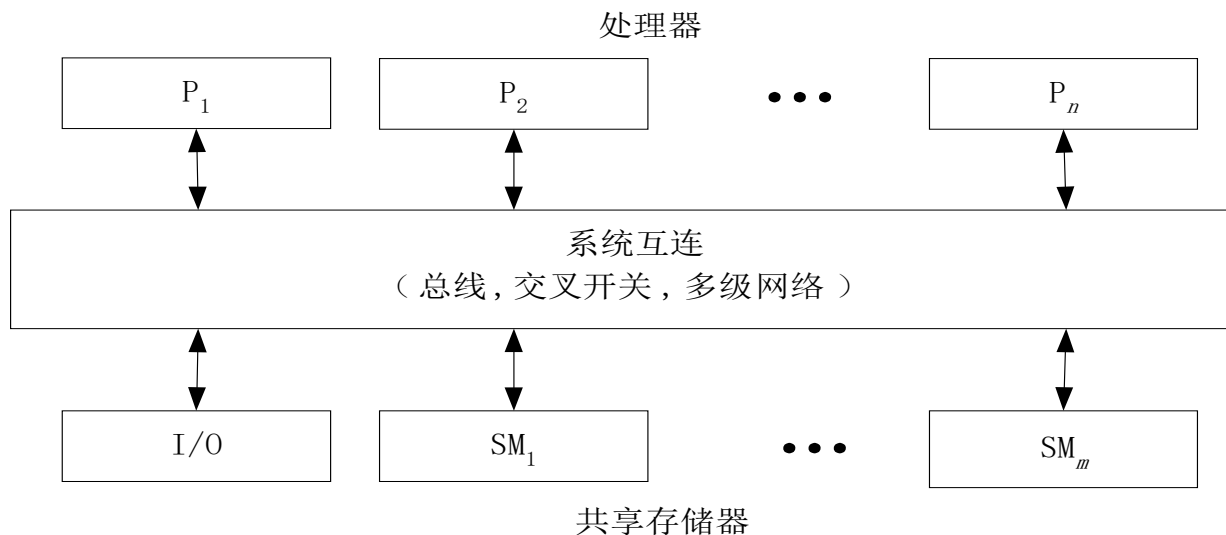 处理器
P1 P2 ••• Pn
系统互连
（总线,交叉开关,多级网络）
I/O SM1 ••• SMm
共享存储器